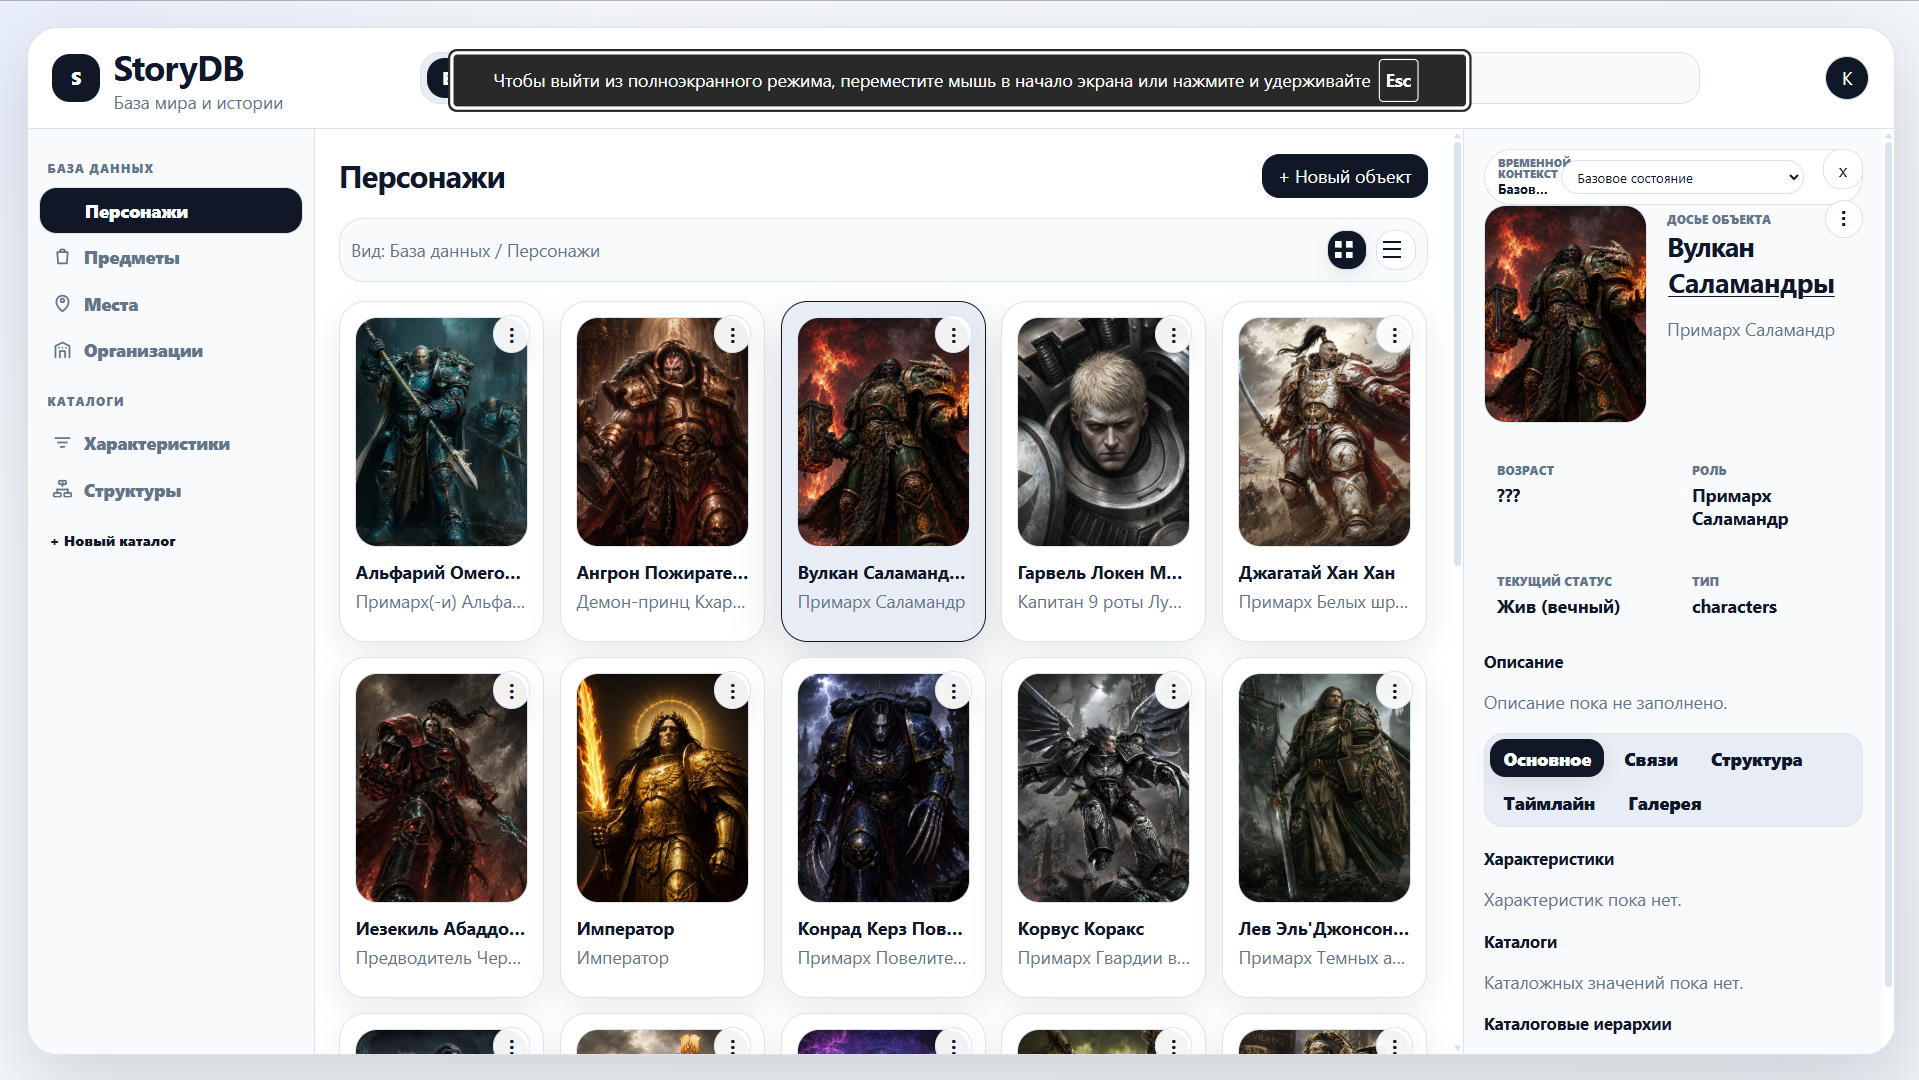 S
StoryDB
База мира и истории
Чтобы выйти из полноэкранного режима, переместите мышь в начало экрана или нажмите и удерживайте Esc
K
БАЗА ДАННЫХ
Персонажи
Предметы
Места
Организации
КАТАЛОГИ
Характеристики
Структуры
+ Новый каталог
Персонажи
+ Новый объект
Вид: База данных / Персонажи
Альфарий Омего...
Примарх(-и) Альфа...
Ангрон Пожирате...
Демон-принц Кхар...
Вулкан Саламанд...
Примарх Саламандр
Гарвель Локен М...
Капитан 9 роты Лу...
Джагатай Хан Хан
Примарх Белых шр...
Иезекиль Абаддо...
Предводитель Чер...
Император
Император
Конрад Керз Пов...
Примарх Повелите...
Корвус Коракс
Примарх Гвардии в...
Лев Эль'Джонсон...
Примарх Темных а...
ВРЕМЕННОЙ
КОНТЕКСТ
Базов...
Базовое состояние
x
ДОСЬЕ ОБЪЕКТА
Вулкан
Саламандры
Примарх Саламандр
ВОЗРАСТ
???
РОЛЬ
Примарх
Саламандр
ТЕКУЩИЙ СТАТУС
Жив (вечный)
ТИП
characters
Описание
Описание пока не заполнено.
Основное Связи Структура
Таймлайн Галерея
Характеристики
Характеристик пока нет.
Каталоги
Каталожных значений пока нет.
Каталоговые иерархии